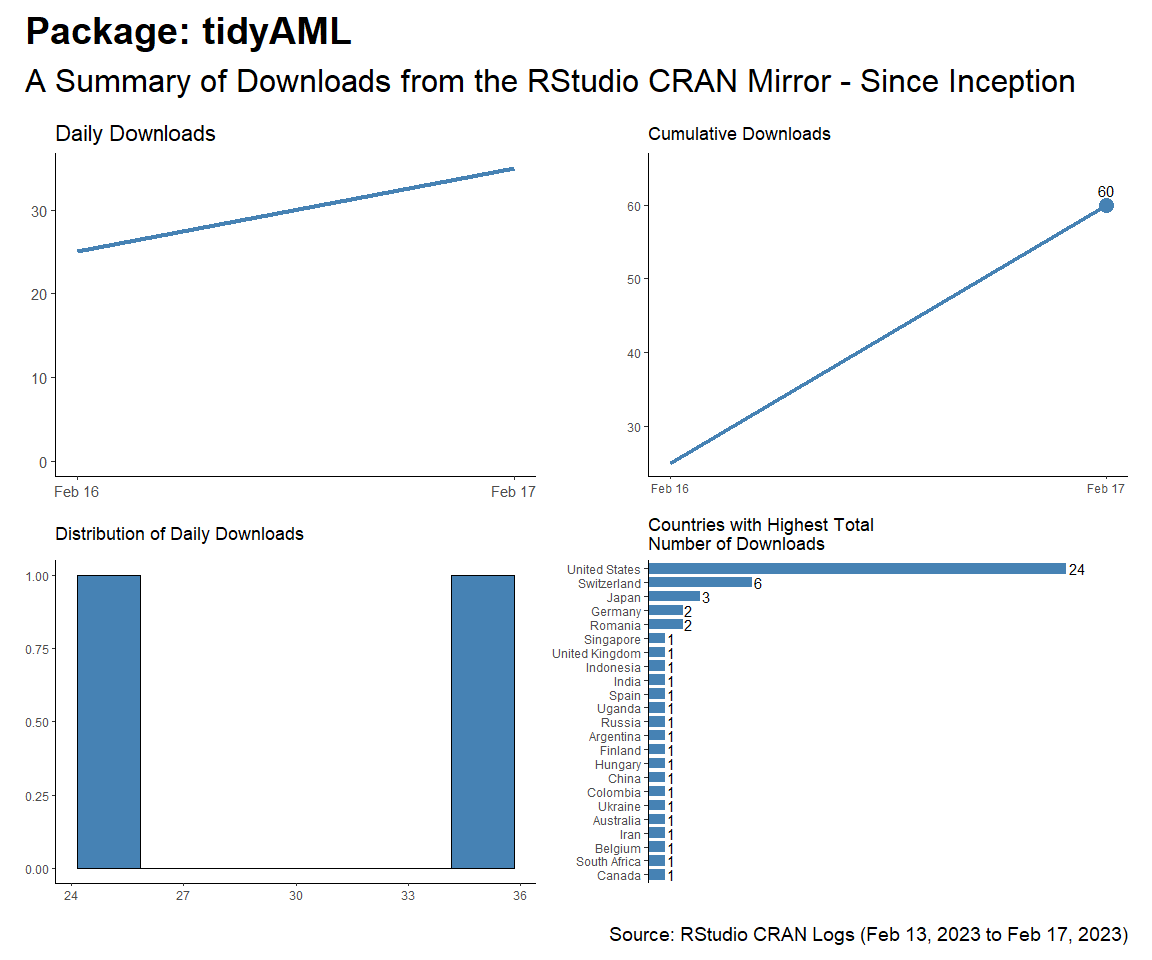 Package: tidyAML
A Summary of Downloads from the RStudio CRAN Mirror - Since Inception
Daily Downloads
30
20
10
0
Feb 16 Feb 17
Cumulative Downloads
60
60
50
40
30
Feb 16 Feb 17
Distribution of Daily Downloads
1.00
0.75
0.50
0.25
0.00
24 27 30 33 36
Countries with Highest Total
Number of Downloads
United States 24
Switzerland 6
Japan 3
Germany 2
Romania 2
Singapore 1
United Kingdom 1
Indonesia 1
India 1
Spain 1
Uganda 1
Russia 1
Argentina 1
Finland 1
Hungary 1
China 1
Colombia 1
Ukraine 1
Australia 1
Iran 1
Belgium 1
South Africa 1
Canada 1
Source: RStudio CRAN Logs (Feb 13, 2023 to Feb 17, 2023)